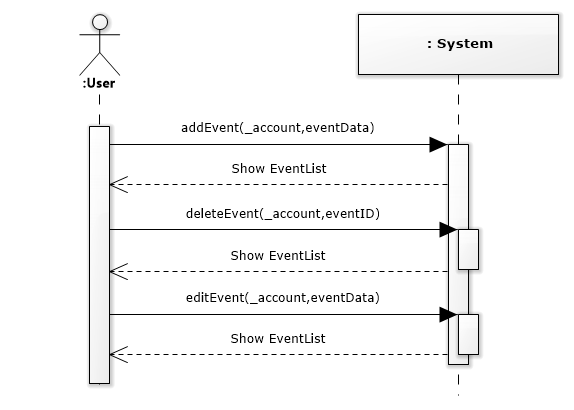 : System
:User
addEvent(_account,eventData)
Show EventList
deleteEvent(_account,eventID)
Show EventList
editEvent(_account,eventData)
Show EventList